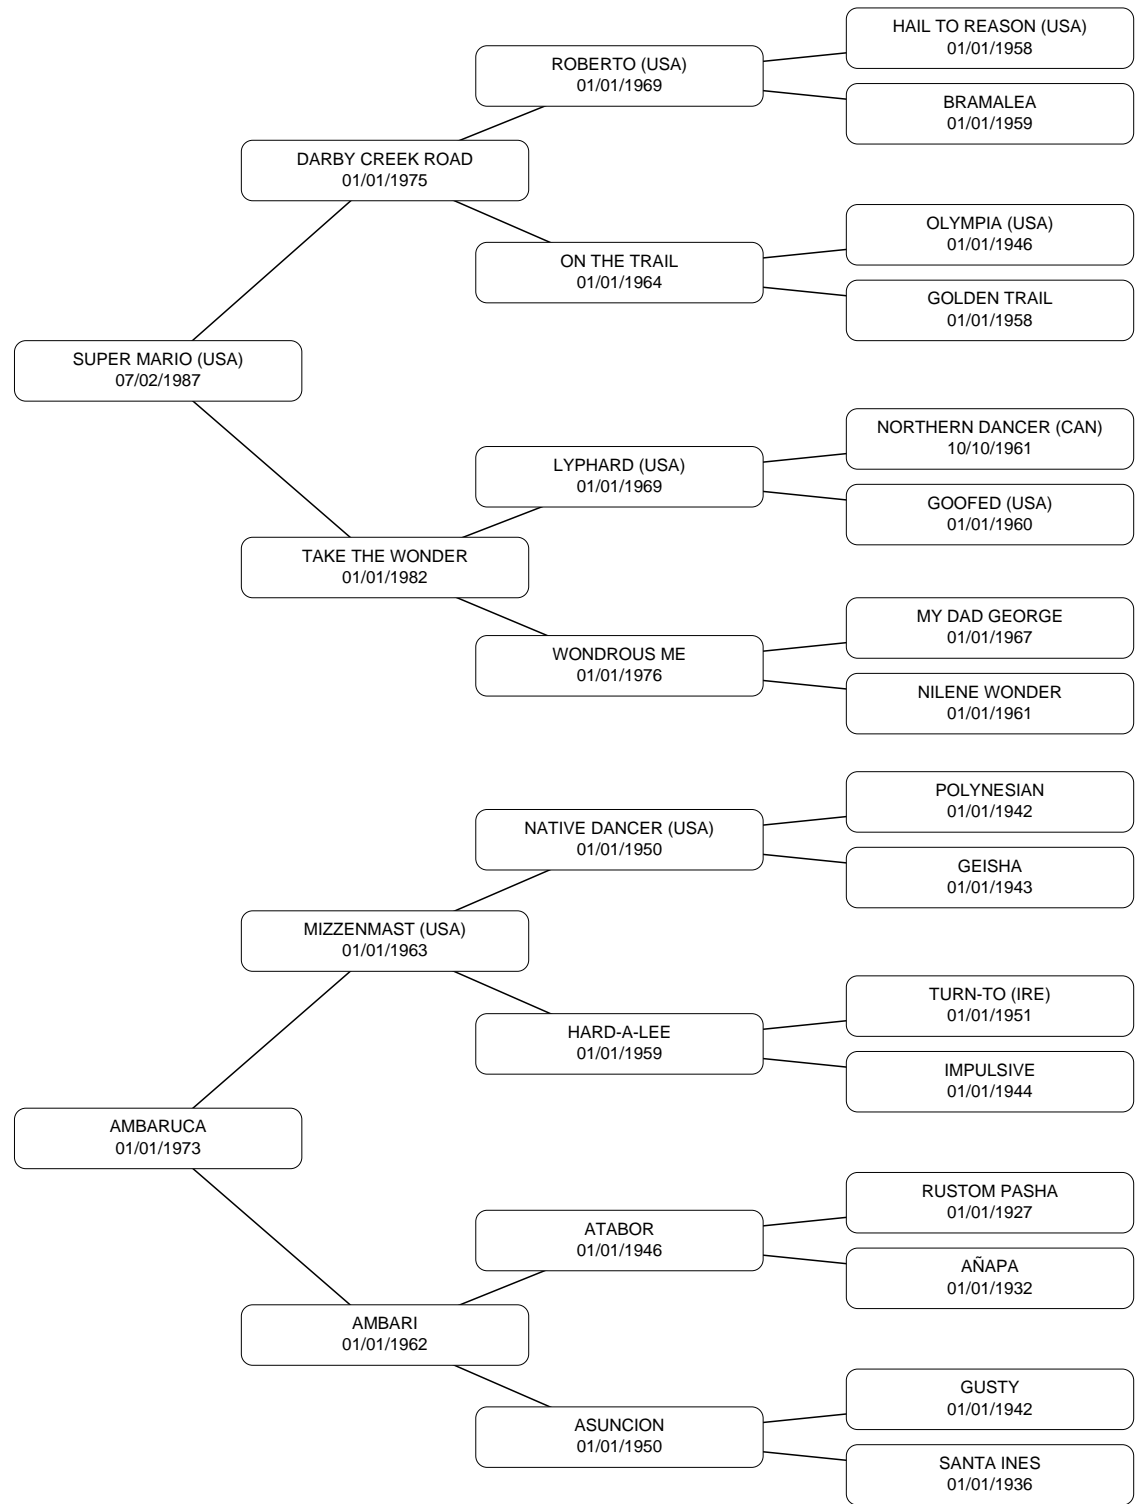 HAIL TO REASON (USA)
01/01/1958
ROBERTO (USA)
01/01/1969
BRAMALEA
01/01/1959
DARBY CREEK ROAD
01/01/1975
OLYMPIA (USA)
01/01/1946
ON THE TRAIL
01/01/1964
GOLDEN TRAIL
01/01/1958
SUPER MARIO (USA)
07/02/1987
NORTHERN DANCER (CAN)
10/10/1961
LYPHARD (USA)
01/01/1969
GOOFED (USA)
01/01/1960
TAKE THE WONDER
01/01/1982
MY DAD GEORGE
01/01/1967
WONDROUS ME
01/01/1976
NILENE WONDER
01/01/1961
POLYNESIAN
01/01/1942
NATIVE DANCER (USA)
01/01/1950
GEISHA
01/01/1943
MIZZENMAST (USA)
01/01/1963
TURN-TO (IRE)
01/01/1951
HARD-A-LEE
01/01/1959
IMPULSIVE
01/01/1944
AMBARUCA
01/01/1973
RUSTOM PASHA
01/01/1927
ATABOR
01/01/1946
AÑAPA
01/01/1932
AMBARI
01/01/1962
GUSTY
01/01/1942
ASUNCION
01/01/1950
SANTA INES
01/01/1936